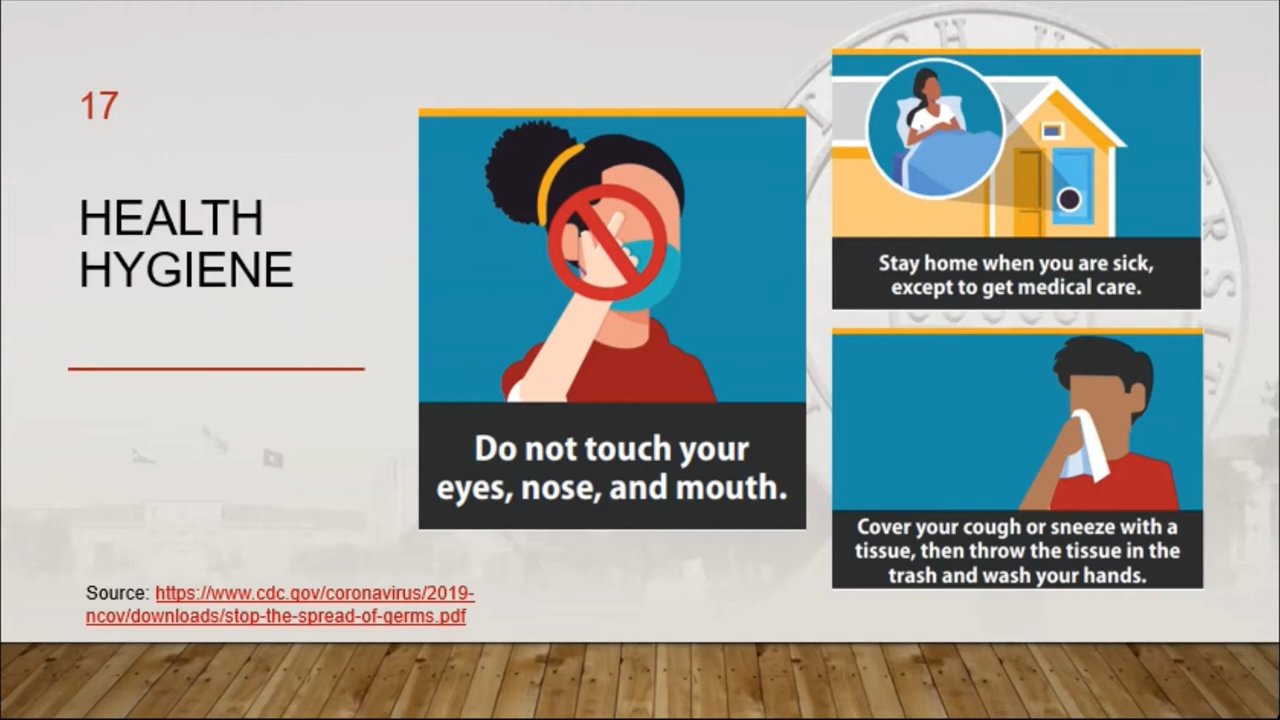 17
HEALTH
HYGIENE
Do not touch your
eyes, nose, and mouth.
Stay home when you are sick,
except to get medical care.
Cover your cough or sneeze with a
tissue, then throw the tissue in the
trash and wash your hands.
Source: https://www.cdc.gov/coronavirus/2019-
ncov/downloads/stop-the-spread-of-germs.pdf